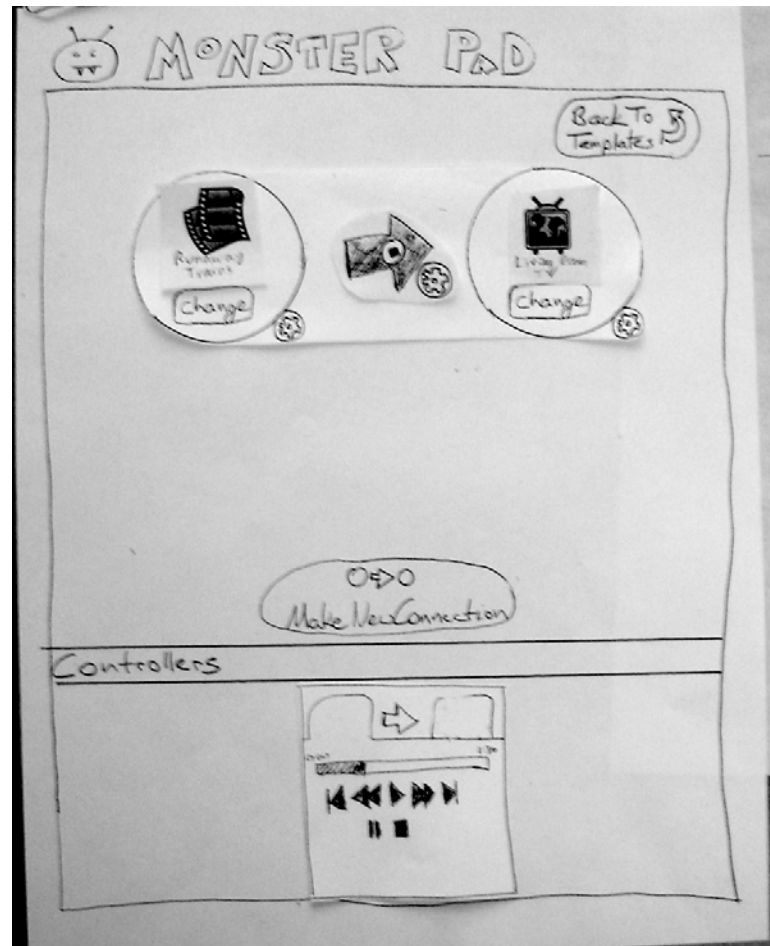 MONSTER PAD
Back To
Templates
Runaway
Trains
Change
Living Room
TV
Change
Make New Connection
Controllers